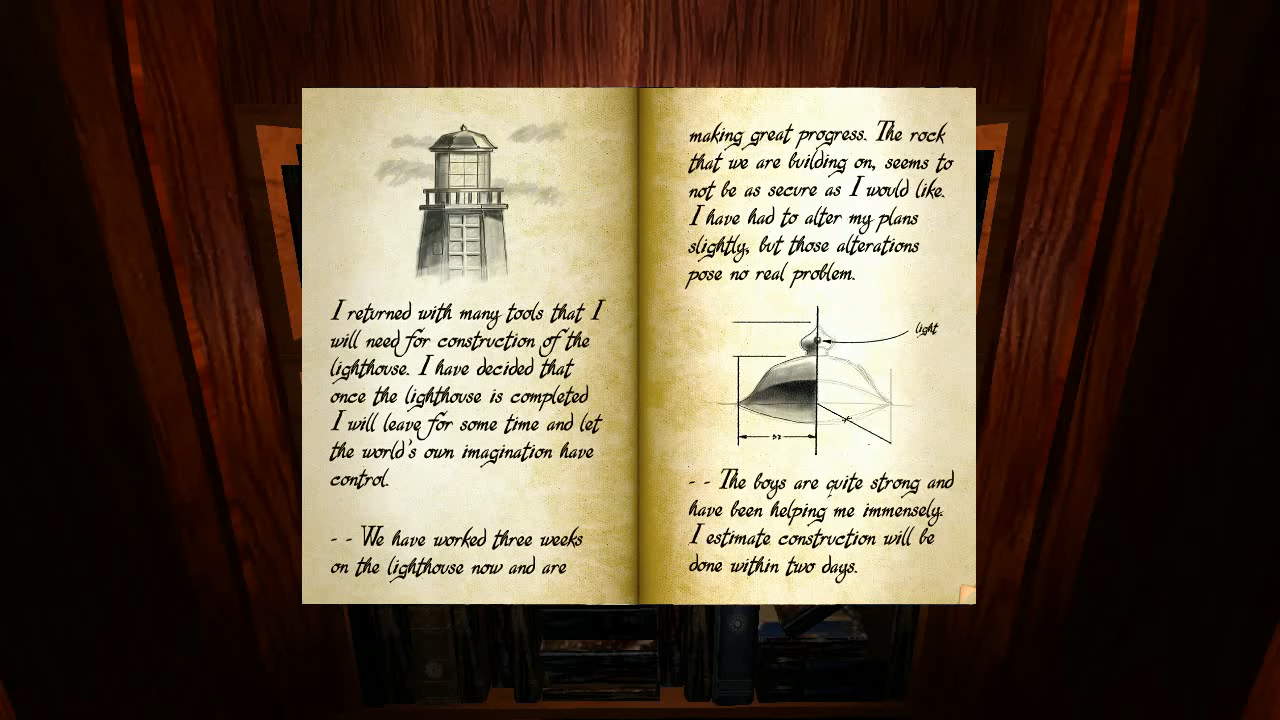 I returned with many tools that I
will need for construction of the
lighthouse. I have decided that
once the lighthouse is completed
I will leave for some time and let
the world's own imagination have
control.
- - We have worked three weeks
on the lighthouse now and are
making great progress. The rock
that we are building on, seems to
not be as secure as I would like.
I have had to alter my plans
slightly, but those alterations
pose no real problem.
light
32
- - The boys are quite strong and
have been helping me immensely.
I estimate construction will be
done within two days.